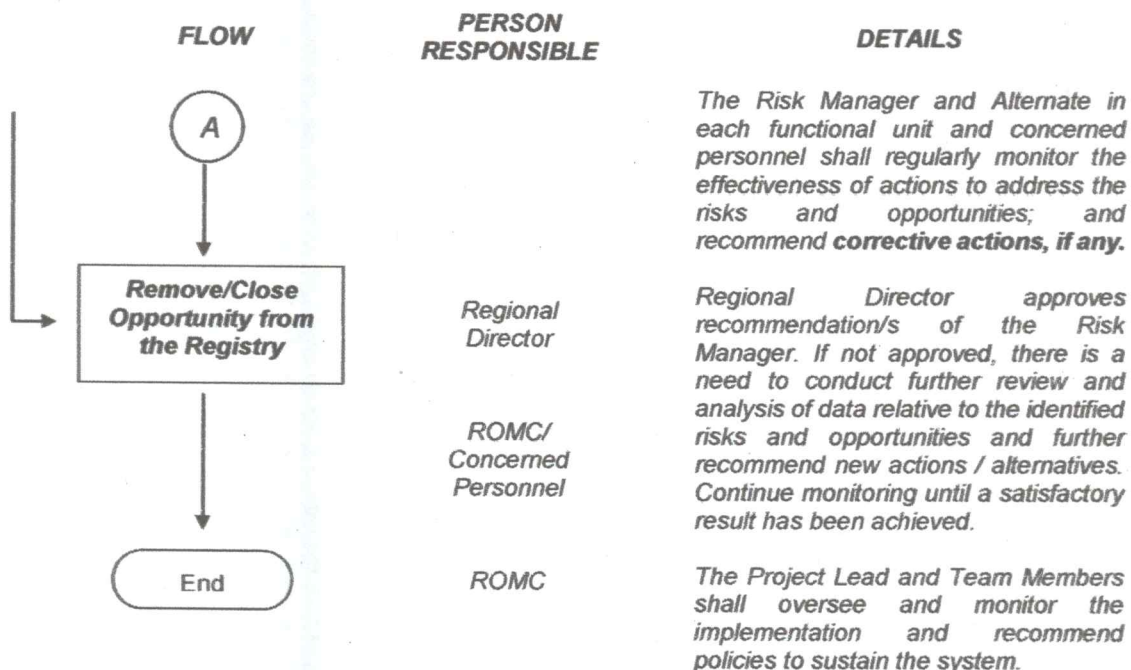 FLOW
PERSON
RESPONSIBLE
DETAILS
A
The Risk Manager and Alternate in
each functional unit and concerned
personnel shall regularly monitor the
effectiveness of actions to address the
risks and opportunities; and
recommend corrective actions, if any.
Remove/Close
Opportunity from
the Registry
Regional
Director
Regional Director approves
recommendation/s of the Risk
Manager. If not approved, there is a
need to conduct further review and
analysis of data relative to the identified
risks and opportunities and further
recommend new actions / alternatives.
Continue monitoring until a satisfactory
result has been achieved.
ROMC/
Concerned
Personnel
End
ROMC
The Project Lead and Team Members
shall oversee and monitor the
implementation and recommend
policies to sustain the system.